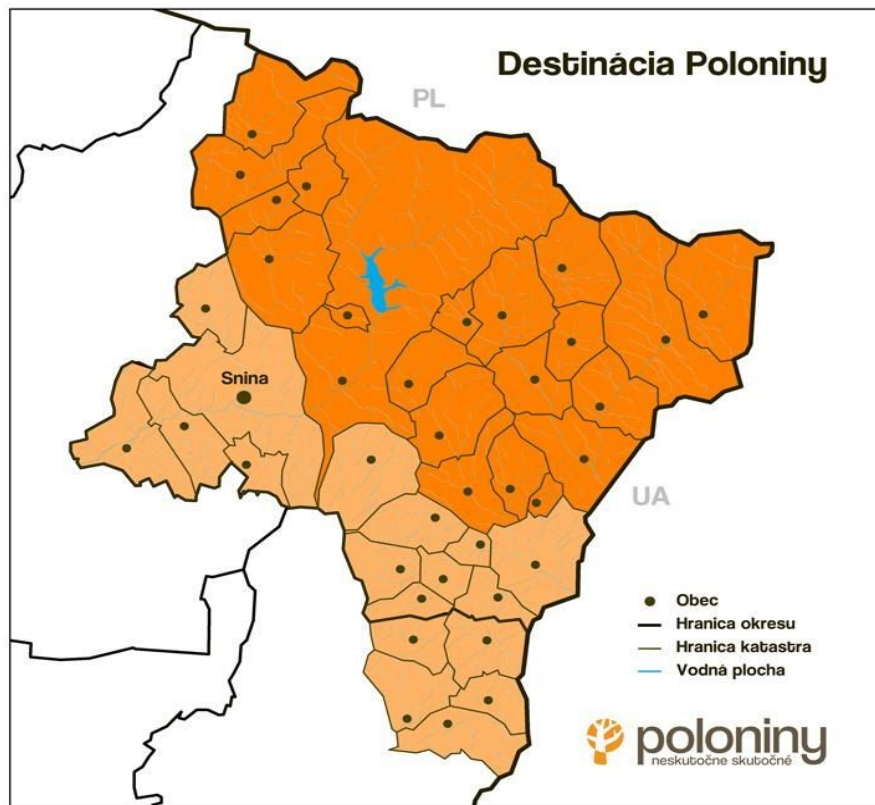 Destinácia Poloniny
PL
Snina
UA
Obec
Hranica okresu
Hranica katastra
Vodná plocha
poloniny
neskutočne skutočné